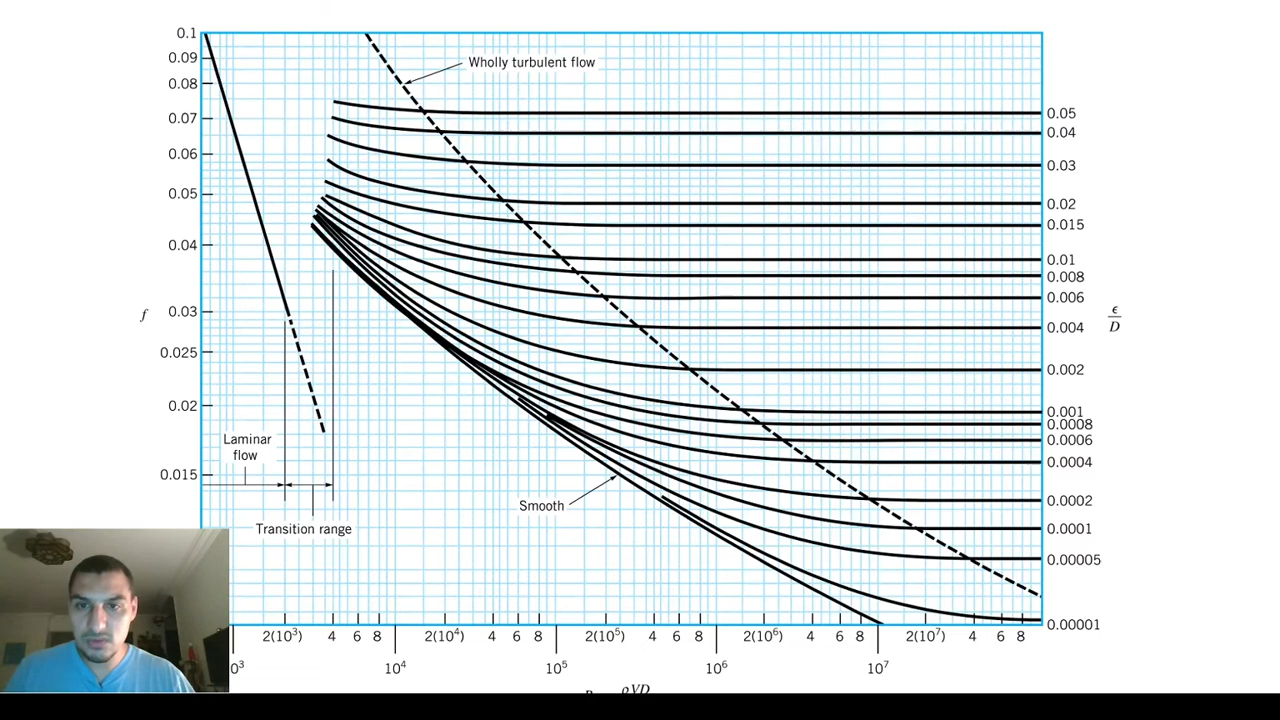 0.1
0.09
0.08
0.07
0.06
0.05
0.04
0.03
0.025
0.02
0.015
f
Wholly turbulent flow
Laminar
flow
Transition range
Smooth
0.05
0.04
0.03
0.02
0.015
0.01
0.008
0.006
0.004
0.002
0.001
0.0008
0.0006
0.0004
0.0002
0.0001
0.00005
0.00001
ϵ
D
2(10³) 4 6 8 2(10⁴) 4 6 8 2(10⁵) 4 6 8 2(10⁶) 4 6 8 2(10⁷) 4 6 8
10⁴ 10⁵ 10⁶ 10⁷
ρVD